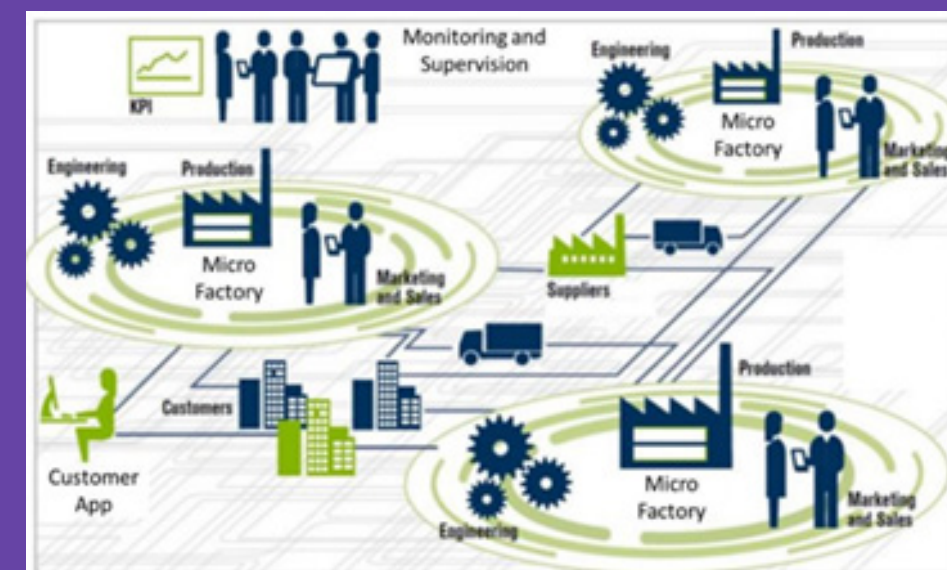 Monitoring and
Supervision
KPI
Engineering
Production
Micro
Factory
Marketing
and Sales
Engineering
Production
Micro
Factory
Marketing
and Sales
Suppliers
Customers
Customer
App
Production
Micro
Factory
Engineering
Marketing
and Sales